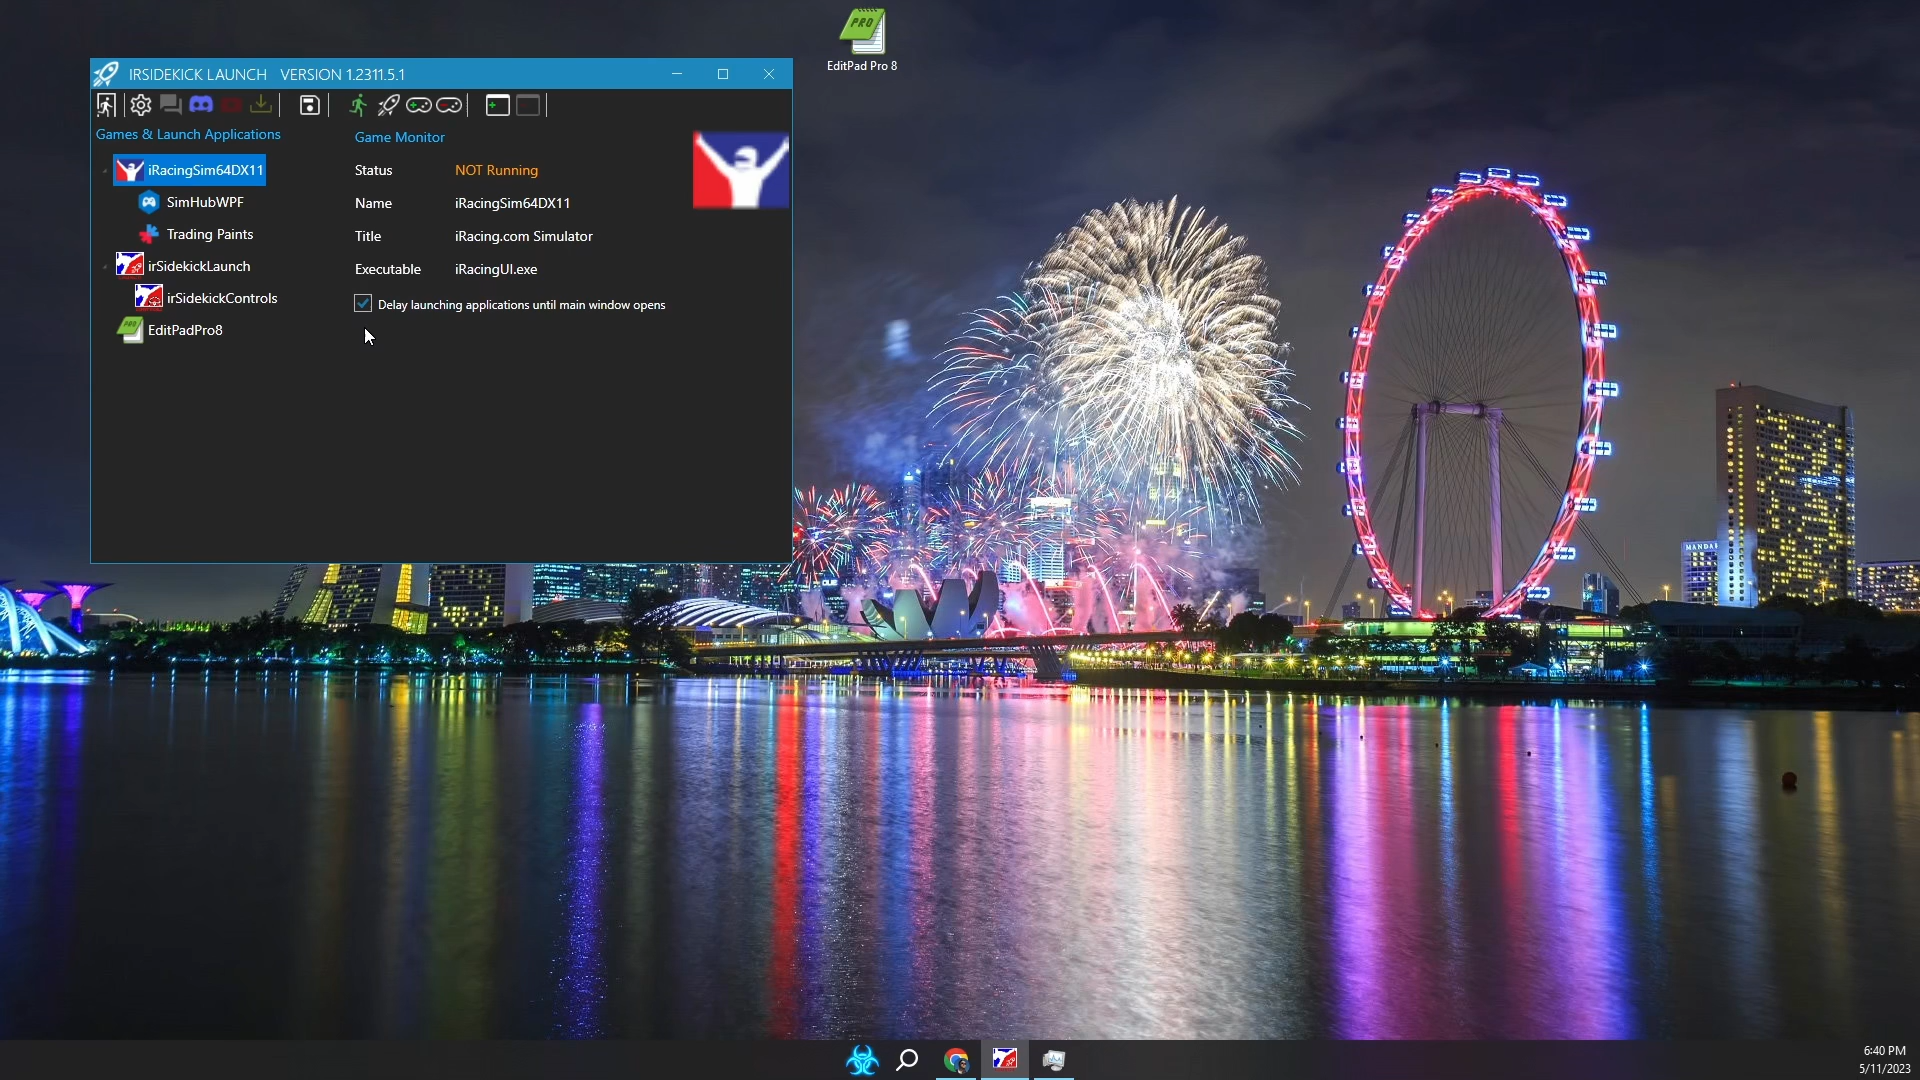 EditPad Pro 8
IRSIDEKICK LAUNCH VERSION 1.2311.5.1
Games & Launch Applications
iRacingSim64DX11
SimHubWPF
Trading Paints
irSidekickLaunch
irSidekickControls
EditPadPro8
Game Monitor
Status NOT Running
Name iRacingSim64DX11
Title iRacing.com Simulator
Executable iRacingUI.exe
Delay launching applications until main window opens
PRO
MANDA
6:40 PM
5/11/2023